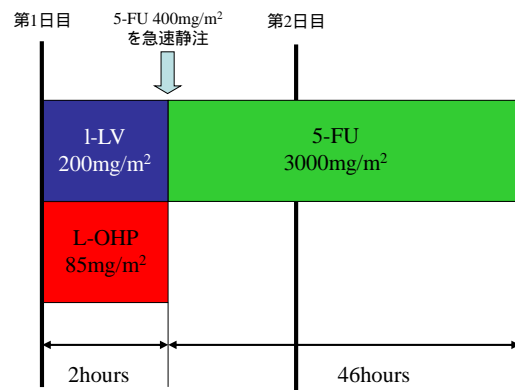 第1日目
5-FU 400mg/m²
を急速静注
第2日目
l-LV
200mg/m²
5-FU
3000mg/m²
L-OHP
85mg/m²
2hours
46hours